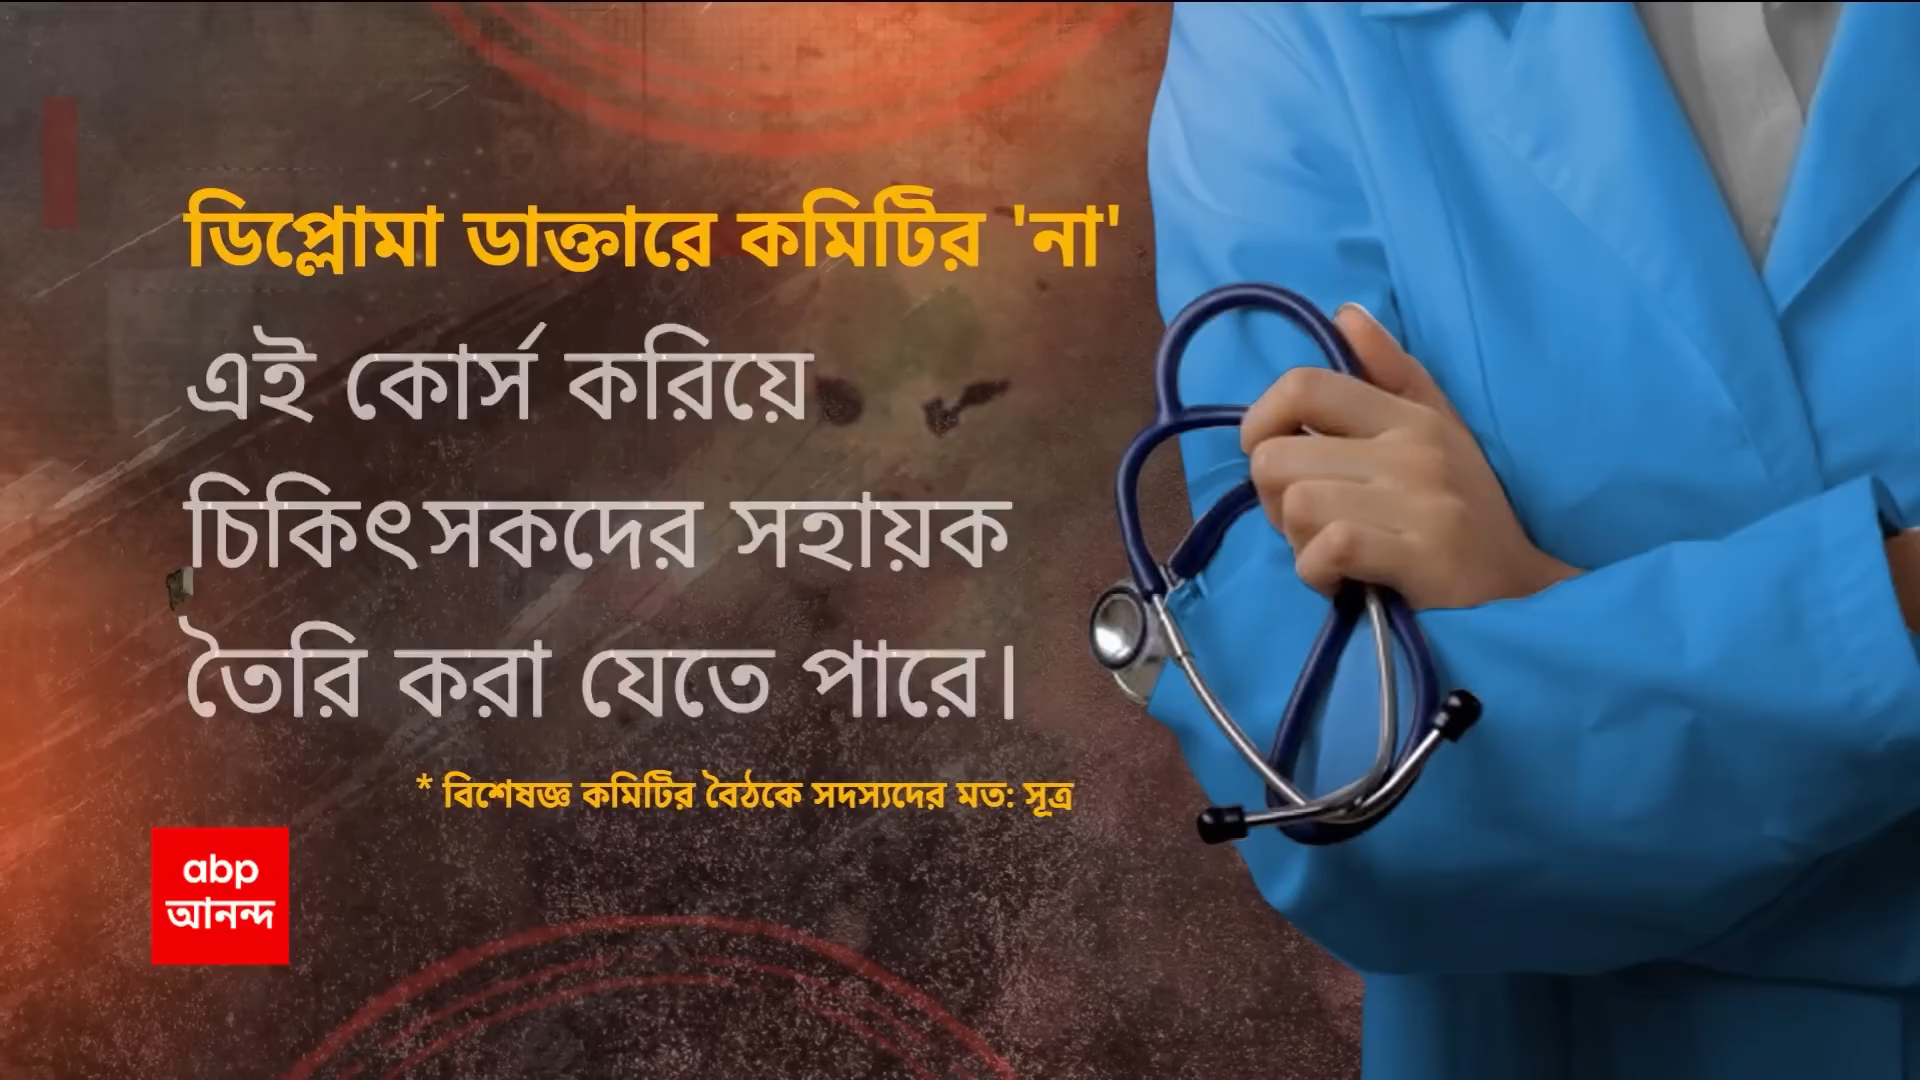 ডিপ্লোমা ডাক্তারে কমিটির 'না'
এই কোর্স করিয়ে
চিকিৎসকদের সহায়ক
তৈরি করা যেতে পারে।
* বিশেষজ্ঞ কমিটির বৈঠকে সদস্যদের মত: সূত্র
abp
আনন্দ